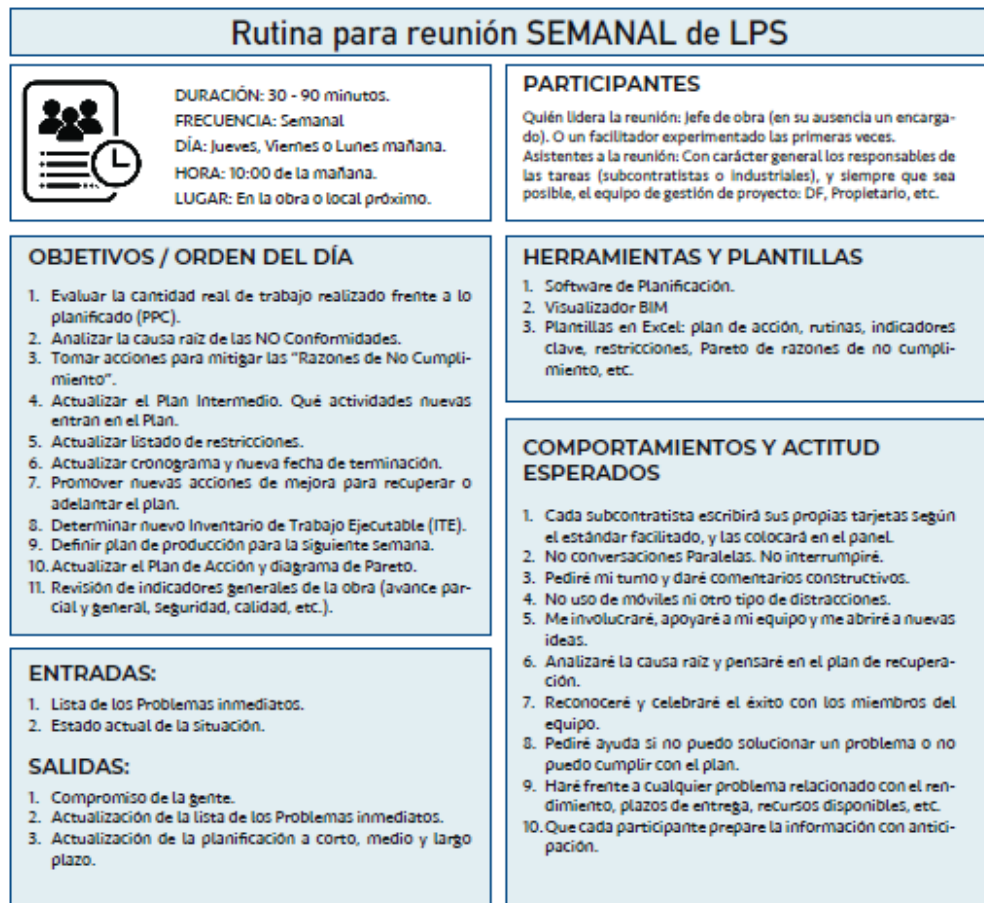 Rutina para reunión SEMANAL de LPS
DURACIÓN: 30 - 90 minutos.
FRECUENCIA: Semanal
DÍA: Jueves, Viernes o Lunes mañana.
HORA: 10:00 de la mañana.
LUGAR: En la obra o local próximo.
PARTICIPANTES
Quién lidera la reunión: Jefe de obra (en su ausencia un encarga-
do). O un facilitador experimentado las primeras veces.
Asistentes a la reunión: Con carácter general los responsables de
las tareas (subcontratistas o industriales), y siempre que sea
posible, el equipo de gestión de proyecto: DF, Propietario, etc.
OBJETIVOS / ORDEN DEL DÍA
1. Evaluar la cantidad real de trabajo realizado frente a lo
planificado (PPC).
2. Analizar la causa raíz de las NO Conformidades.
3. Tomar acciones para mitigar las "Razones de No Cumpli-
miento".
4. Actualizar el Plan Intermedio. Qué actividades nuevas
entran en el Plan.
5. Actualizar listado de restricciones.
6. Actualizar cronograma y nueva fecha de terminación.
7. Promover nuevas acciones de mejora para recuperar o
adelantar el plan.
8. Determinar nuevo Inventario de Trabajo Ejecutable (ITE).
9. Definir plan de producción para la siguiente semana.
10. Actualizar el Plan de Acción y diagrama de Pareto.
11. Revisión de indicadores generales de la obra (avance par-
cial y general, seguridad, calidad, etc.).
HERRAMIENTAS Y PLANTILLAS
1. Software de Planificación.
2. Visualizador BIM
3. Plantillas en Excel: plan de acción, rutinas, indicadores
clave, restricciones, Pareto de razones de no cumpli-
miento, etc.
COMPORTAMIENTOS Y ACTITUD
ESPERADOS
1. Cada subcontratista escribirá sus propias tarjetas según
el estándar facilitado, y las colocará en el panel.
2. No conversaciones Paralelas. No interrumpiré.
3. Pediré mi turno y daré comentarios constructivos.
4. No uso de móviles ni otro tipo de distracciones.
5. Me involucraré, apoyaré a mi equipo y me abriré a nuevas
ideas.
6. Analizaré la causa raíz y pensaré en el plan de recupera-
ción.
7. Reconoceré y celebraré el éxito con los miembros del
equipo.
8. Pediré ayuda si no puedo solucionar un problema o no
puedo cumplir con el plan.
9. Haré frente a cualquier problema relacionado con el ren-
dimiento, plazos de entrega, recursos disponibles, etc.
10. Que cada participante prepare la información con antici-
pación.
ENTRADAS:
1. Lista de los Problemas inmediatos.
2. Estado actual de la situación.
SALIDAS:
1. Compromiso de la gente.
2. Actualización de la lista de los Problemas inmediatos.
3. Actualización de la planificación a corto, medio y largo
plazo.